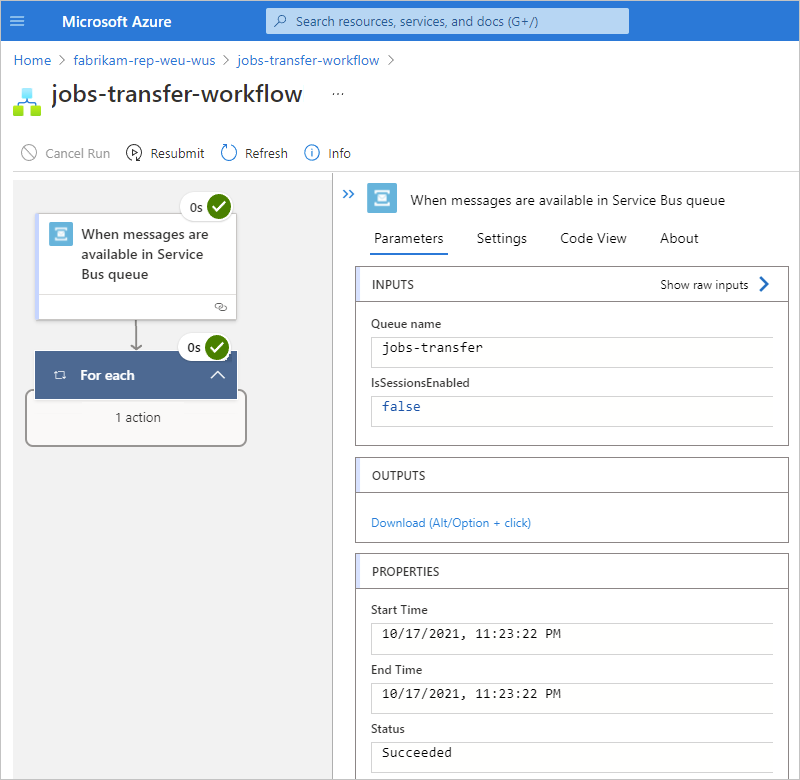 Microsoft Azure
Search resources, services, and docs (G+/)
Home > fabrikam-rep-weu-wus > jobs-transfer-workflow >
jobs-transfer-workflow ...
Cancel Run Resubmit Refresh Info
0s
When messages are
available in Service
Bus queue
0s
For each
1 action
When messages are available in Service Bus queue
Parameters Settings Code View About
INPUTS Show raw inputs
Queue name
jobs-transfer
IsSessionsEnabled
false
OUTPUTS
Download (Alt/Option + click)
PROPERTIES
Start Time
10/17/2021, 11:23:22 PM
End Time
10/17/2021, 11:23:22 PM
Status
Succeeded